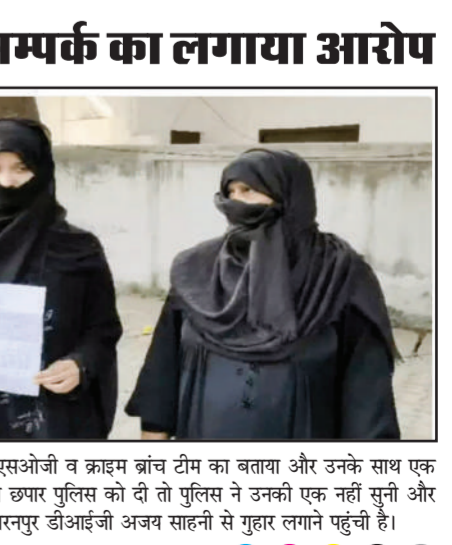 म्पर्क का लगाया आरोप
एसओजी व क्राइम ब्रांच टीम का बताया और उनके साथ एक
छपार पुलिस को दी तो पुलिस ने उनकी एक नहीं सुनी और
रनपुर डीआईजी अजय साहनी से गुहार लगाने पहुंची है।